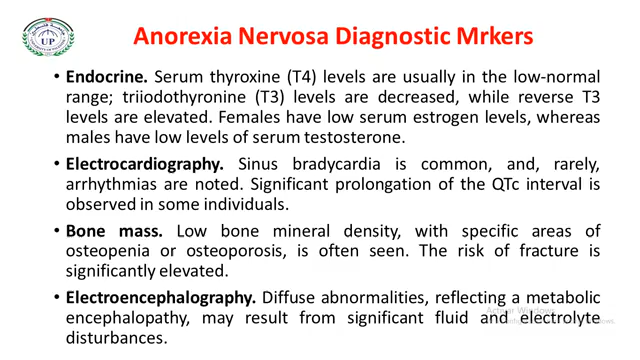 UP
Anorexia Nervosa Diagnostic Mrkers
• Endocrine. Serum thyroxine (T4) levels are usually in the low-normal
range; triiodothyronine (T3) levels are decreased, while reverse T3
levels are elevated. Females have low serum estrogen levels, whereas
males have low levels of serum testosterone.
• Electrocardiography. Sinus bradycardia is common, and, rarely,
arrhythmias are noted. Significant prolongation of the QTc interval is
observed in some individuals.
• Bone mass. Low bone mineral density, with specific areas of
osteopenia or osteoporosis, is often seen. The risk of fracture is
significantly elevated.
• Electroencephalography. Diffuse abnormalities, reflecting a metabolic
encephalopathy, may result from significant fluid and electrolyte
disturbances.
Activar Windows